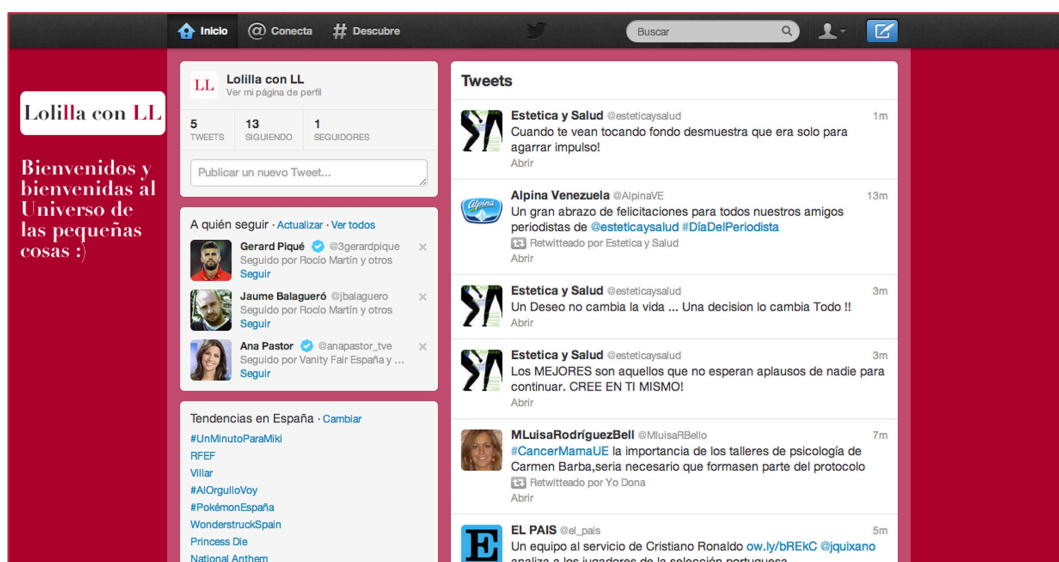 Inicio
@ Conecta
# Descubre
Buscar
Lolilla con LL
Bienvenidos y
bienvenidas al
Universo de
las pequeñas
cosas :)
LL
Lolilla con LL
Ver mi página de perfil
5
TWEETS
13
SIGUIENDO
1
SEGUIDORES
Publicar un nuevo Tweet...
A quién seguir · Actualizar · Ver todos
Gerard Piqué @3gerardpique
Seguido por Rocío Martín y otros
Seguir
Jaume Balagueró @jbalaguero
Seguido por Rocío Martín y otros
Seguir
Ana Pastor @anapastor_tve
Seguido por Vanity Fair España y ...
Seguir
Tendencias en España · Cambiar
#UnMinutoParaMiki
RFEF
Villar
#AlOrgulloVoy
#PokémonEspaña
WonderstruckSpain
Princess Die
National Anthem
Tweets
Estetica y Salud @esteticaysalud 1m
Cuando te vean tocando fondo desmuestra que era solo para
agarrar impulso!
Abrir
Alpina
Alpina Venezuela @AlpinaVE 13m
Un gran abrazo de felicitaciones para todos nuestros amigos
periodistas de @esteticaysalud #DíaDelPeriodista
Retwitteado por Estetica y Salud
Abrir
Estetica y Salud @esteticaysalud 3m
Un Deseo no cambia la vida ... Una decision lo cambia Todo !!
Abrir
Estetica y Salud @esteticaysalud 3m
Los MEJORES son aquellos que no esperan aplausos de nadie para
continuar. CREE EN TI MISMO!
Abrir
MLuisaRodríguezBell @MluisaRBello 7m
#CancerMamaUE la importancia de los talleres de psicología de
Carmen Barba,seria necesario que formasen parte del protocolo
Retwitteado por Yo Dona
Abrir
E
EL PAIS @el_pais 5m
Un equipo al servicio de Cristiano Ronaldo ow.ly/bREkC @jquixano
analiza a los jugadores de la selección portuguesa